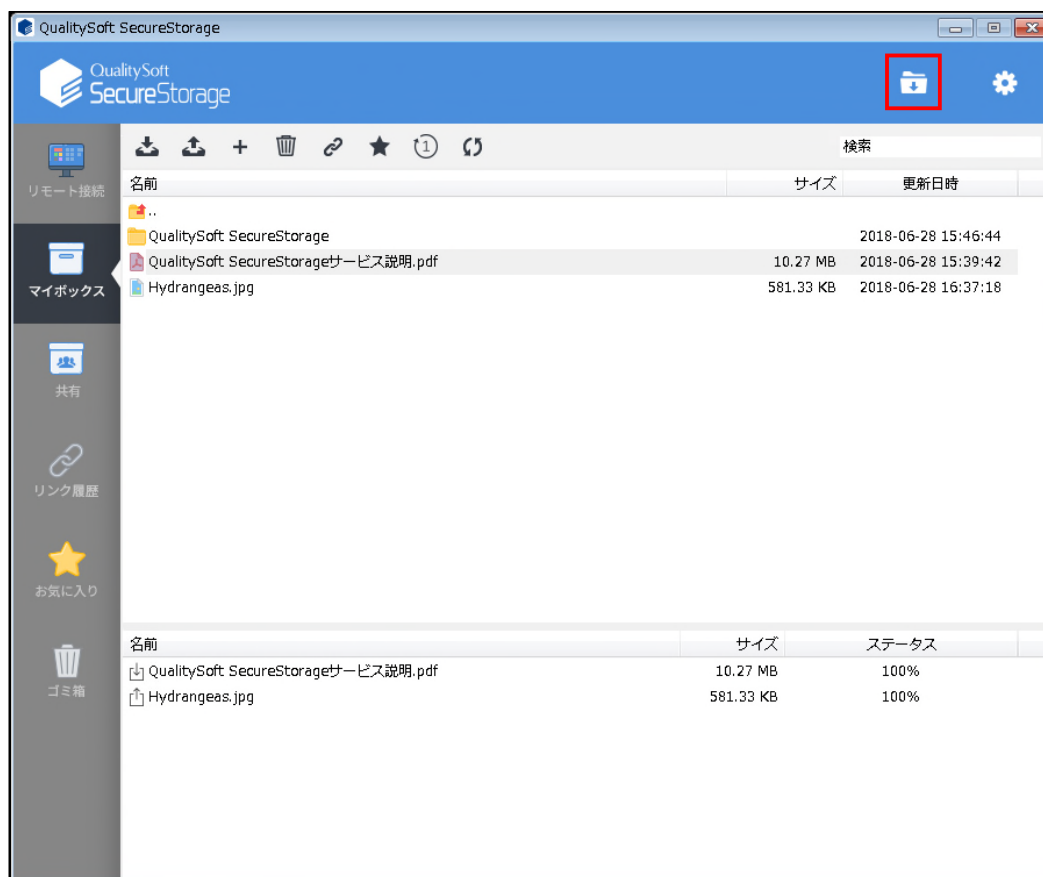 QualitySoft SecureStorage
QualitySoft
SecureStorage
リモート接続
マイボックス
共有
リンク履歴
お気に入り
ゴミ箱
1
検索
名前 サイズ 更新日時
..
QualitySoft SecureStorage 2018-06-28 15:46:44
QualitySoft SecureStorageサービス説明.pdf 10.27 MB 2018-06-28 15:39:42
Hydrangeas.jpg 581.33 KB 2018-06-28 16:37:18
名前 サイズ ステータス
QualitySoft SecureStorageサービス説明.pdf 10.27 MB 100%
Hydrangeas.jpg 581.33 KB 100%